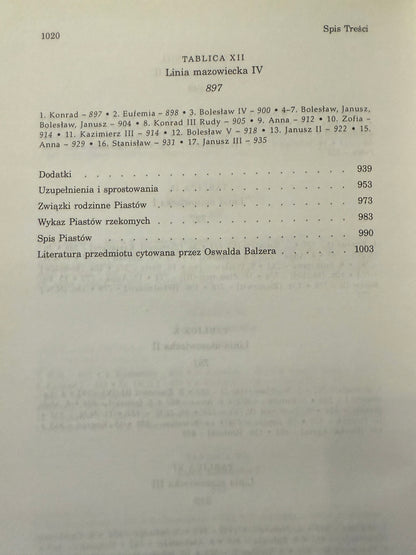 1020 Spis Treści
TABLICA XII
Linia mazowiecka IV
897
1. Konrad – 897 • 2. Eufemia – 898 • 3. Bolesław IV – 900 • 4–7. Bolesław, Janusz,
Bolesław, Janusz – 904 • 8. Konrad III Rudy – 905 • 9. Anna – 912 • 10. Zofia –
914 • 11. Kazimierz III – 914 • 12. Bolesław V – 918 • 13. Janusz II – 922 • 15.
Anna – 929 • 16. Stanisław – 931 • 17. Janusz III – 935
Dodatki . . . . . . . . . . . . . . . . . . . 939
Uzupełnienia i sprostowania . . . . . . . . . . . . 953
Związki rodzinne Piastów . . . . . . . . . . . . . 973
Wykaz Piastów rzekomych . . . . . . . . . . . . 983
Spis Piastów . . . . . . . . . . . . . . . . . 990
Literatura przedmiotu cytowana przez Oswalda Balzera . . . . . . 1003